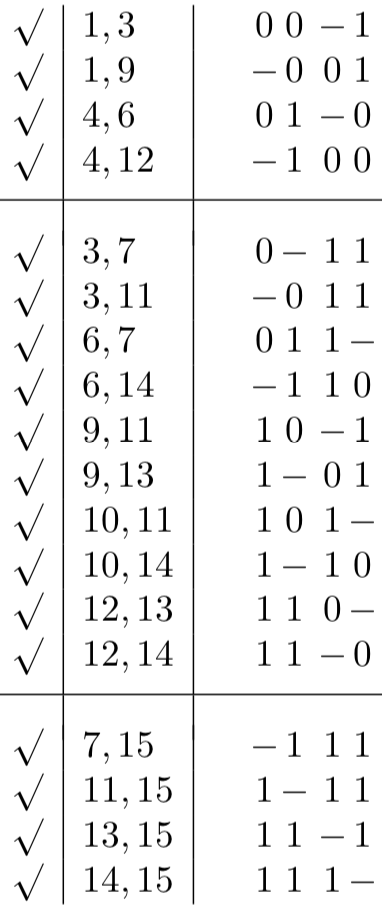 √ 1, 3 0 0 − 1
√ 1, 9 − 0 0 1
√ 4, 6 0 1 − 0
√ 4, 12 − 1 0 0
√ 3, 7 0 − 1 1
√ 3, 11 − 0 1 1
√ 6, 7 0 1 1 −
√ 6, 14 − 1 1 0
√ 9, 11 1 0 − 1
√ 9, 13 1 − 0 1
√ 10, 11 1 0 1 −
√ 10, 14 1 − 1 0
√ 12, 13 1 1 0 −
√ 12, 14 1 1 − 0
√ 7, 15 − 1 1 1
√ 11, 15 1 − 1 1
√ 13, 15 1 1 − 1
√ 14, 15 1 1 1 −